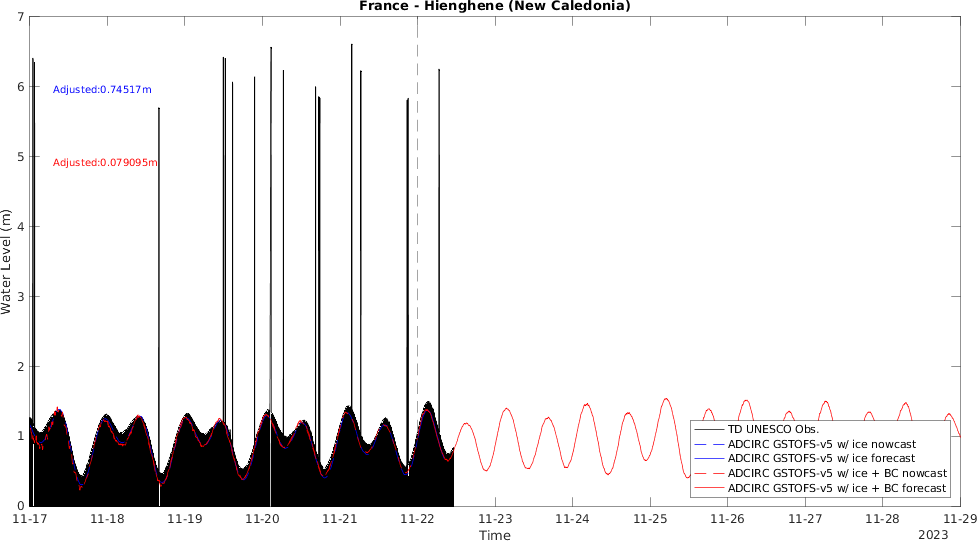 France - Hienghene (New Caledonia)
7
6
5
4
3
2
1
0
Water Level (m)
Adjusted:0.74517m
Adjusted:0.079095m
TD UNESCO Obs.
ADCIRC GSTOFS-v5 w/ ice nowcast
ADCIRC GSTOFS-v5 w/ ice forecast
ADCIRC GSTOFS-v5 w/ ice + BC nowcast
ADCIRC GSTOFS-v5 w/ ice + BC forecast
11-17 11-18 11-19 11-20 11-21 11-22 11-23 11-24 11-25 11-26 11-27 11-28 11-29
Time
2023